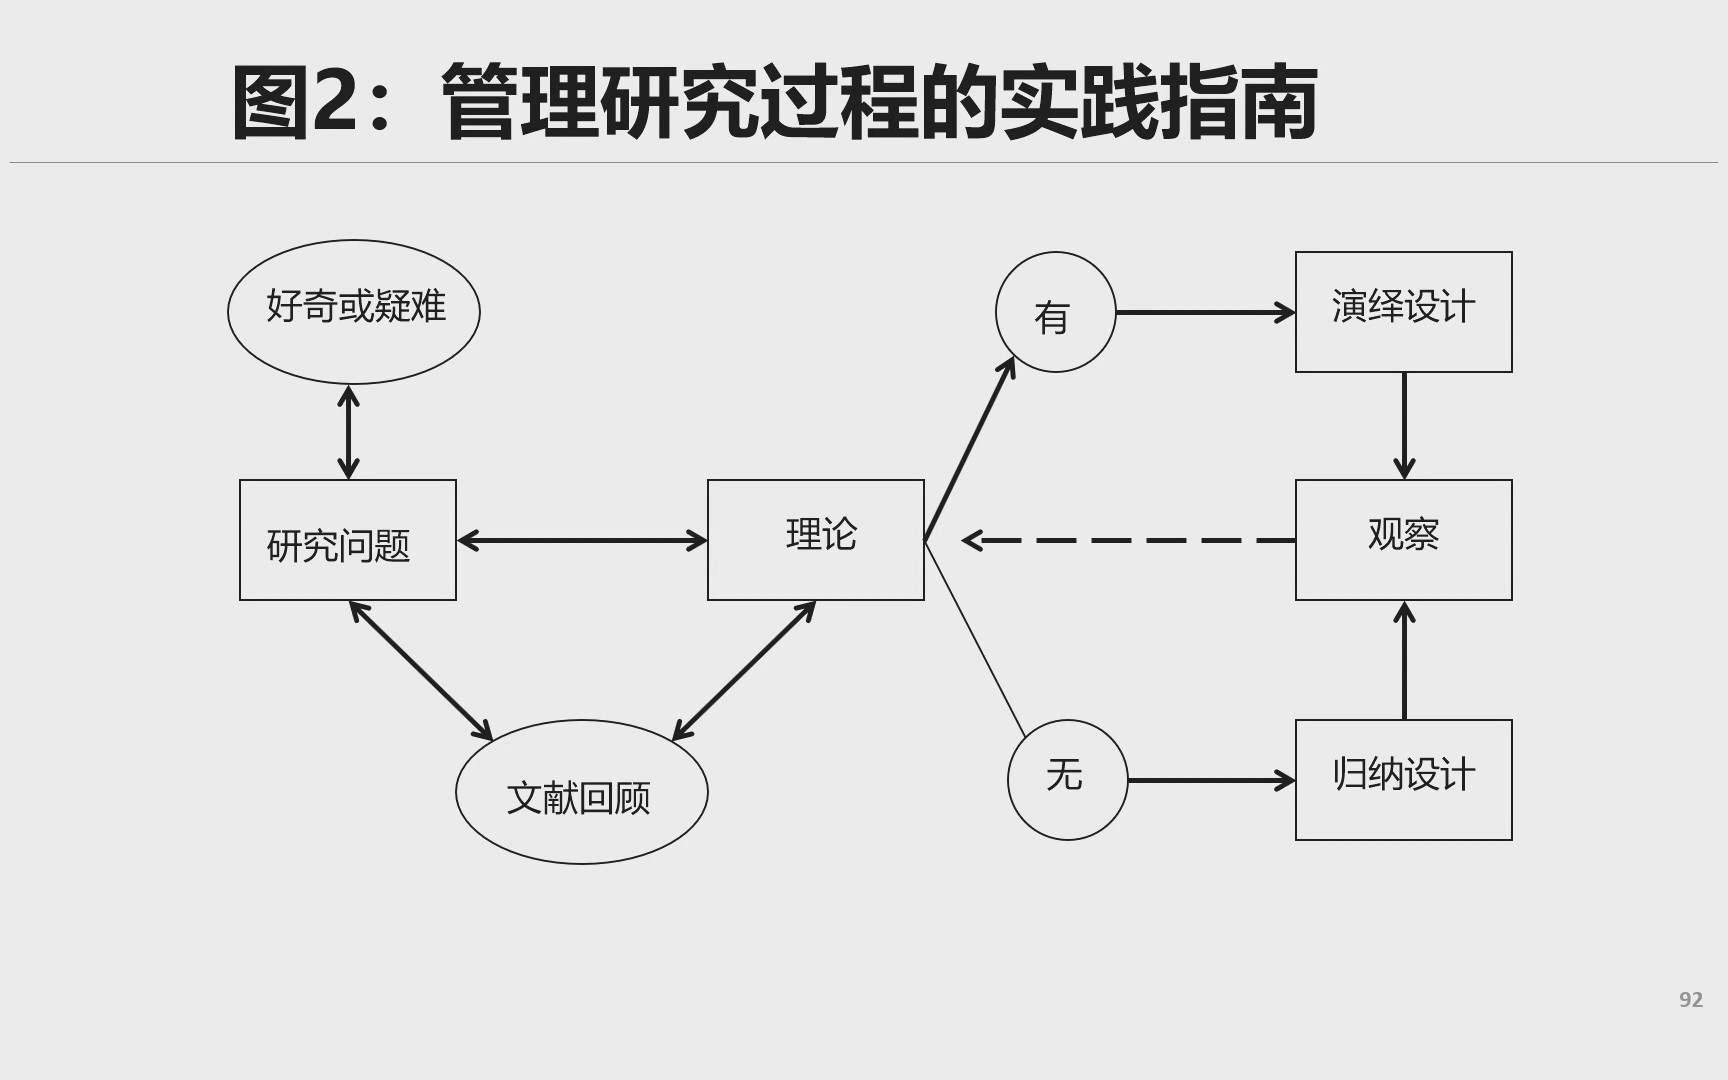 图2：管理研究过程的实践指南
好奇或疑难
有
演绎设计
研究问题
理论
观察
文献回顾
无
归纳设计
92